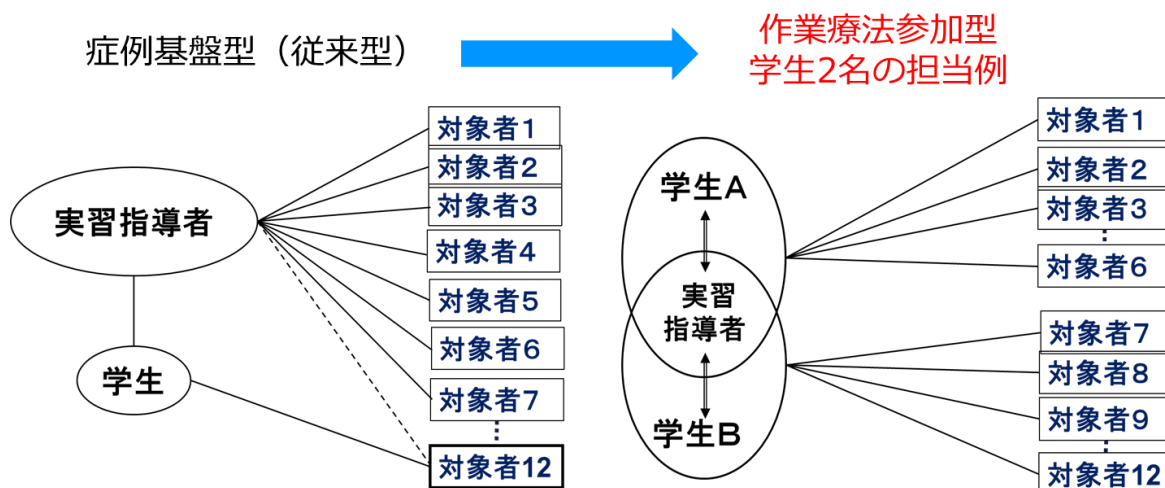 症例基盤型（従来型）
作業療法参加型
学生2名の担当例
実習指導者
学生
対象者1
対象者2
対象者3
対象者4
対象者5
対象者6
対象者7
対象者12
学生A
実習
指導者
学生B
対象者1
対象者2
対象者3
対象者6
対象者7
対象者8
対象者9
対象者12